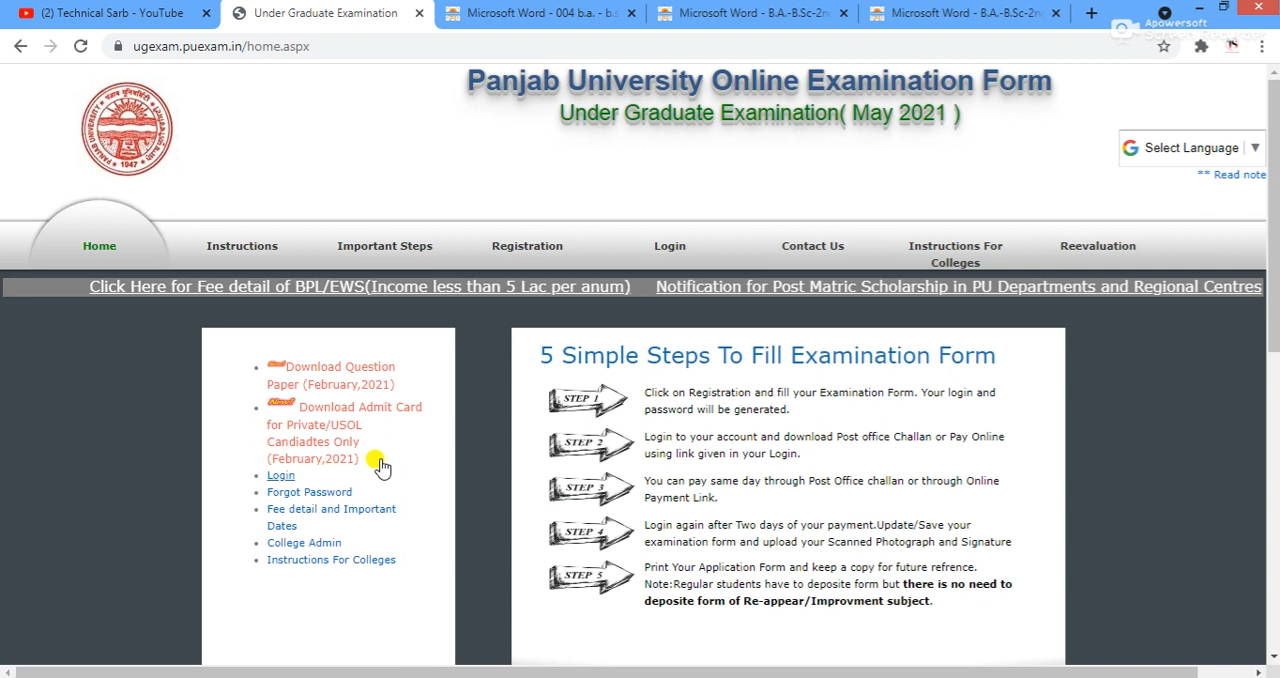 (2) Technical Sarb - YouTube
Under Graduate Examination
Microsoft Word - 004 b.a. - b.s
Microsoft Word - B.A.-B.Sc-2n
Microsoft Word - B.A.-B.Sc-2n
Apowersoft
Screen Recorder
ugexam.puexam.in/home.aspx
Panjab University Online Examination Form
Under Graduate Examination( May 2021 )
PANJAB UNIVERSITY
1947
Select Language
** Read note
Home
Instructions
Important Steps
Registration
Login
Contact Us
Instructions For
Colleges
Reevaluation
Click Here for Fee detail of BPL/EWS(Income less than 5 Lac per anum)
Notification for Post Matric Scholarship in PU Departments and Regional Centres
Download Question
Paper (February,2021)
New! Download Admit Card
for Private/USOL
Candiadtes Only
(February,2021)
Login
Forgot Password
Fee detail and Important
Dates
College Admin
Instructions For Colleges
5 Simple Steps To Fill Examination Form
STEP 1
Click on Registration and fill your Examination Form. Your login and
password will be generated.
STEP 2
Login to your account and download Post office Challan or Pay Online
using link given in your Login.
STEP 3
You can pay same day through Post Office challan or through Online
Payment Link.
STEP 4
Login again after Two days of your payment.Update/Save your
examination form and upload your Scanned Photograph and Signature
STEP 5
Print Your Application Form and keep a copy for future refrence.
Note:Regular students have to deposite form but there is no need to
deposite form of Re-appear/Improvment subject.